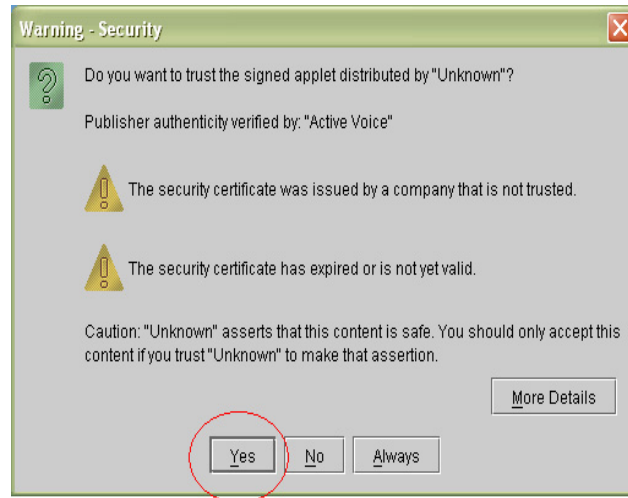 Warning - Security
Do you want to trust the signed applet distributed by "Unknown"?
Publisher authenticity verified by: "Active Voice"
The security certificate was issued by a company that is not trusted.
The security certificate has expired or is not yet valid.
Caution: "Unknown" asserts that this content is safe. You should only accept this
content if you trust "Unknown" to make that assertion.
More Details
Yes No Always